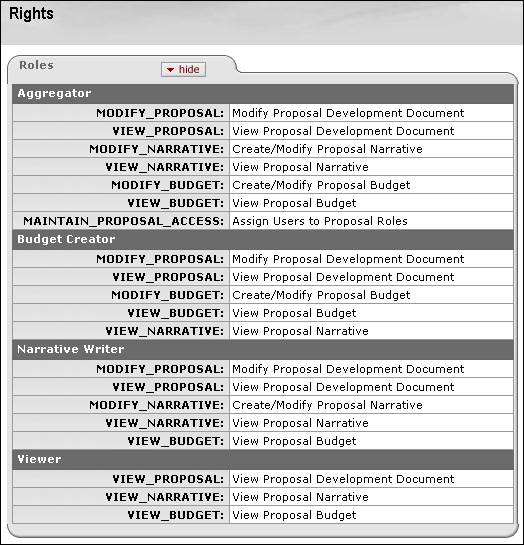 Rights
Roles
hide
Aggregator
MODIFY_PROPOSAL: Modify Proposal Development Document
VIEW_PROPOSAL: View Proposal Development Document
MODIFY_NARRATIVE: Create/Modify Proposal Narrative
VIEW_NARRATIVE: View Proposal Narrative
MODIFY_BUDGET: Create/Modify Proposal Budget
VIEW_BUDGET: View Proposal Budget
MAINTAIN_PROPOSAL_ACCESS: Assign Users to Proposal Roles
Budget Creator
MODIFY_PROPOSAL: Modify Proposal Development Document
VIEW_PROPOSAL: View Proposal Development Document
MODIFY_BUDGET: Create/Modify Proposal Budget
VIEW_BUDGET: View Proposal Budget
VIEW_NARRATIVE: View Proposal Narrative
Narrative Writer
MODIFY_PROPOSAL: Modify Proposal Development Document
VIEW_PROPOSAL: View Proposal Development Document
MODIFY_NARRATIVE: Create/Modify Proposal Narrative
VIEW_NARRATIVE: View Proposal Narrative
VIEW_BUDGET: View Proposal Budget
Viewer
VIEW_PROPOSAL: View Proposal Development Document
VIEW_NARRATIVE: View Proposal Narrative
VIEW_BUDGET: View Proposal Budget